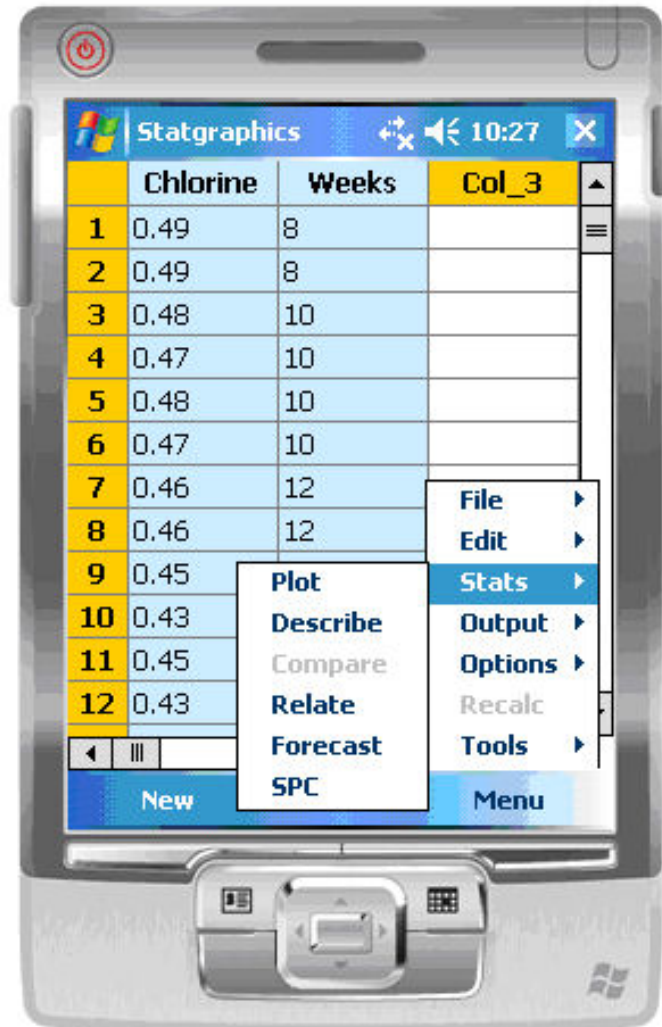 Statgraphics 10:27
Chlorine Weeks Col_3
1 0.49 8
2 0.49 8
3 0.48 10
4 0.47 10
5 0.48 10
6 0.47 10
7 0.46 12
8 0.46 12
9 0.45
10 0.43
11 0.45
12 0.43
File
Edit
Stats
Output
Options
Recalc
Tools
Plot
Describe
Compare
Relate
Forecast
SPC
New Menu